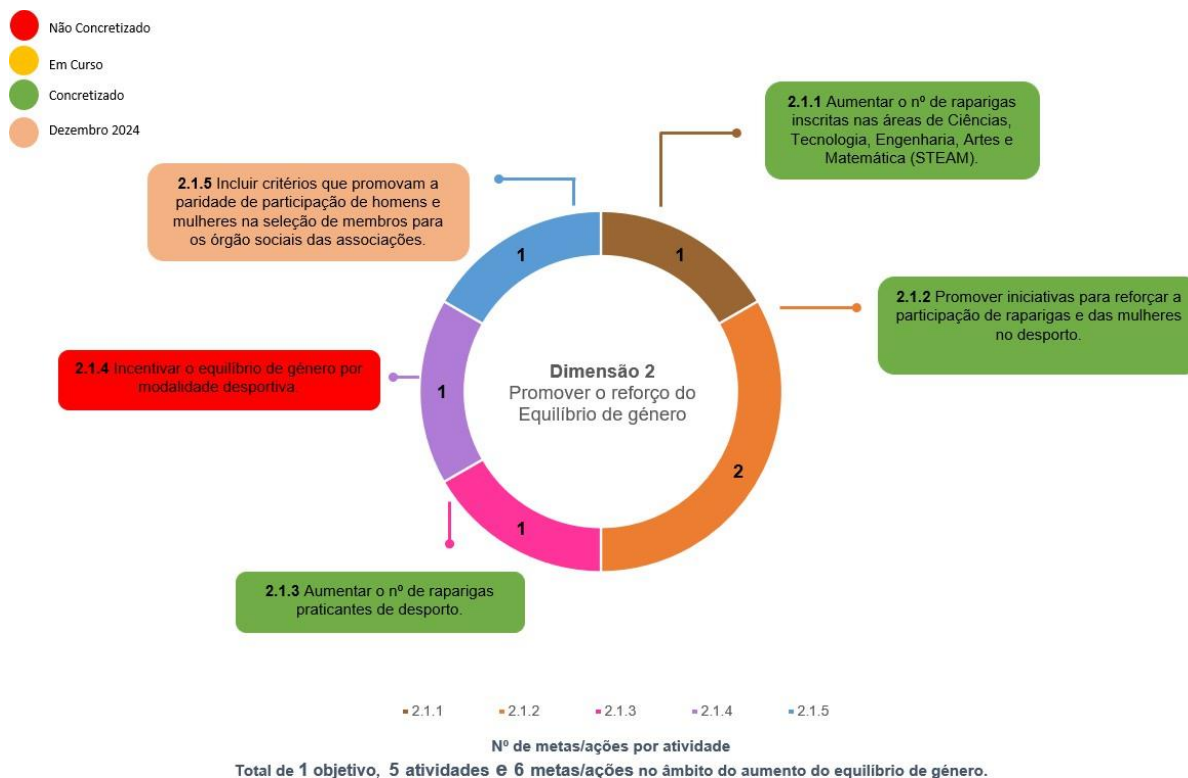 Não Concretizado
Em Curso
Concretizado
Dezembro 2024
2.1.1 Aumentar o nº de raparigas
inscritas nas áreas de Ciências,
Tecnologia, Engenharia, Artes e
Matemática (STEAM).
2.1.5 Incluir critérios que promovam a
paridade de participação de homens e
mulheres na seleção de membros para
os órgão sociais das associações.
1
1
2.1.2 Promover iniciativas para reforçar a
participação de raparigas e das mulheres
no desporto.
2.1.4 Incentivar o equilíbrio de género por
modalidade desportiva.
1
Dimensão 2
Promover o reforço do
Equilíbrio de género
2
1
2.1.3 Aumentar o nº de raparigas
praticantes de desporto.
2.1.1 2.1.2 2.1.3 2.1.4 2.1.5
Nº de metas/ações por atividade
Total de 1 objetivo, 5 atividades e 6 metas/ações no âmbito do aumento do equilíbrio de género.